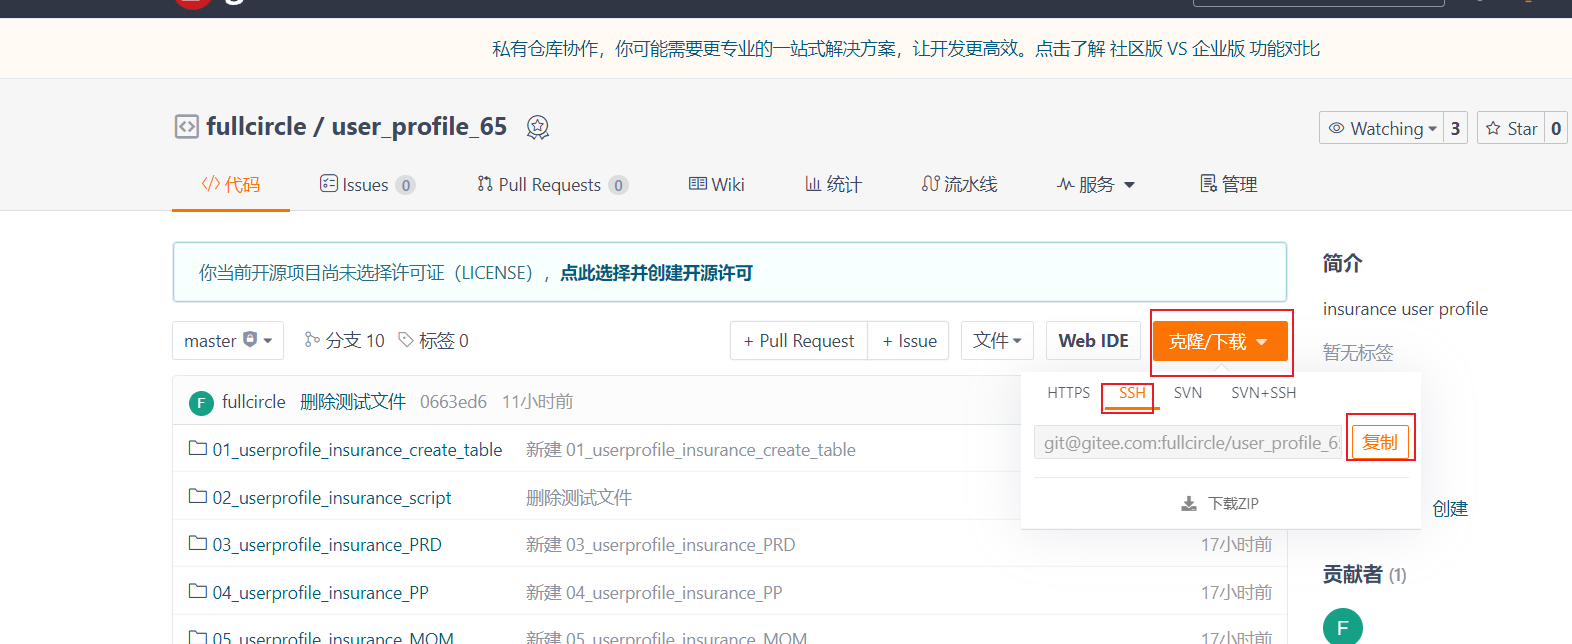 私有仓库协作，你可能需要更专业的一站式解决方案，让开发更高效。点击了解 社区版 VS 企业版 功能对比
fullcircle / user_profile_65
Watching 3 Star 0
代码 Issues 0 Pull Requests 0 Wiki 统计 流水线 服务 管理
你当前开源项目尚未选择许可证（LICENSE），点此选择并创建开源许可
简介
insurance user profile
暂无标签
master 分支 10 标签 0 + Pull Request + Issue 文件 Web IDE 克隆/下载
HTTPS SSH SVN SVN+SSH
git@gitee.com:fullcircle/user_profile_6 复制
下载ZIP
F fullcircle 删除测试文件 0663ed6 11小时前
01_userprofile_insurance_create_table 新建 01_userprofile_insurance_create_table
02_userprofile_insurance_script 删除测试文件
创建
03_userprofile_insurance_PRD 新建 03_userprofile_insurance_PRD 17小时前
04_userprofile_insurance_PP 新建 04_userprofile_insurance_PP 17小时前
05_userprofile_insurance_MOM 新建 05_userprofile_insurance_MOM 17小时前
贡献者 (1)
F